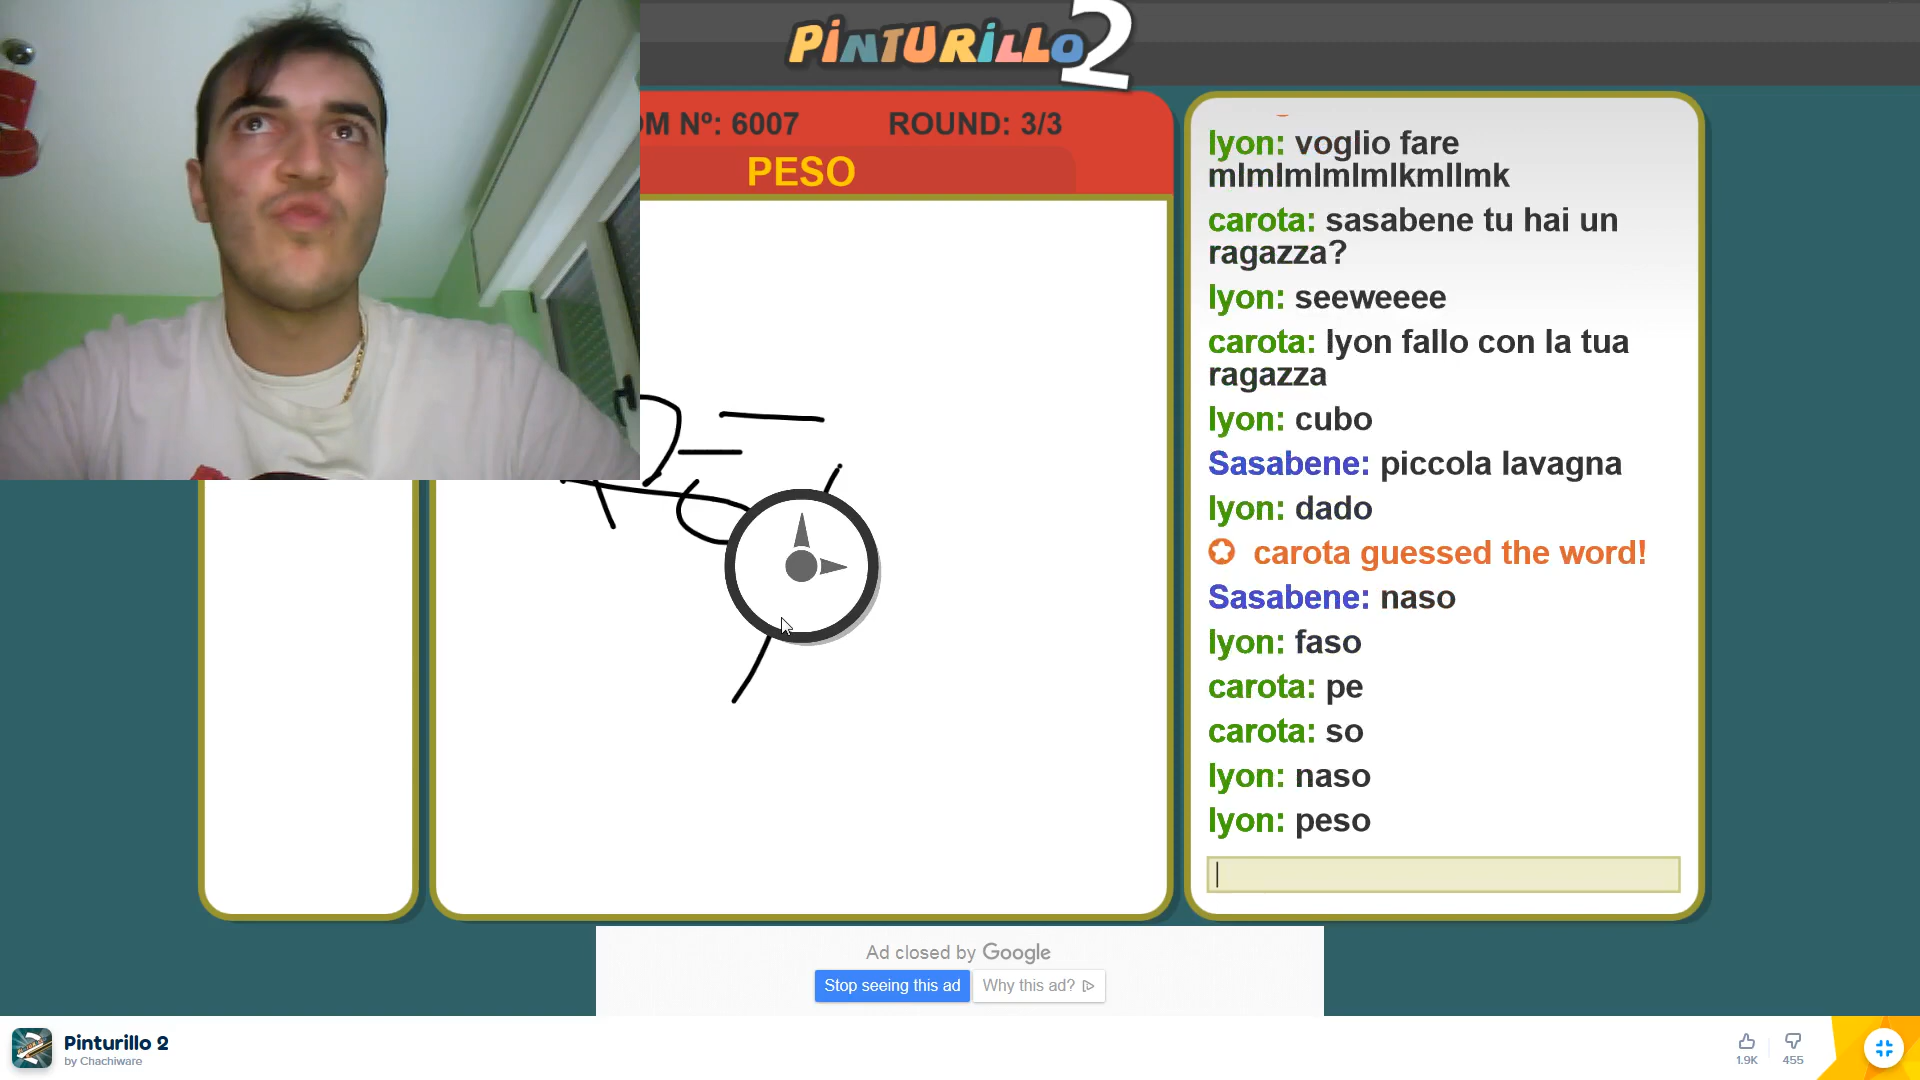 PiNTURiLLO 2
OM Nº: 6007 ROUND: 3/3
PESO
lyon: voglio fare
mlmlmlmlmlkmllmk
carota: sasabene tu hai un
ragazza?
lyon: seeweeee
carota: lyon fallo con la tua
ragazza
lyon: cubo
Sasabene: piccola lavagna
lyon: dado
carota guessed the word!
Sasabene: naso
lyon: faso
carota: pe
carota: so
lyon: naso
lyon: peso
Ad closed by Google
Stop seeing this ad Why this ad?
Pinturillo 2
by Chachiware
1.9K 455